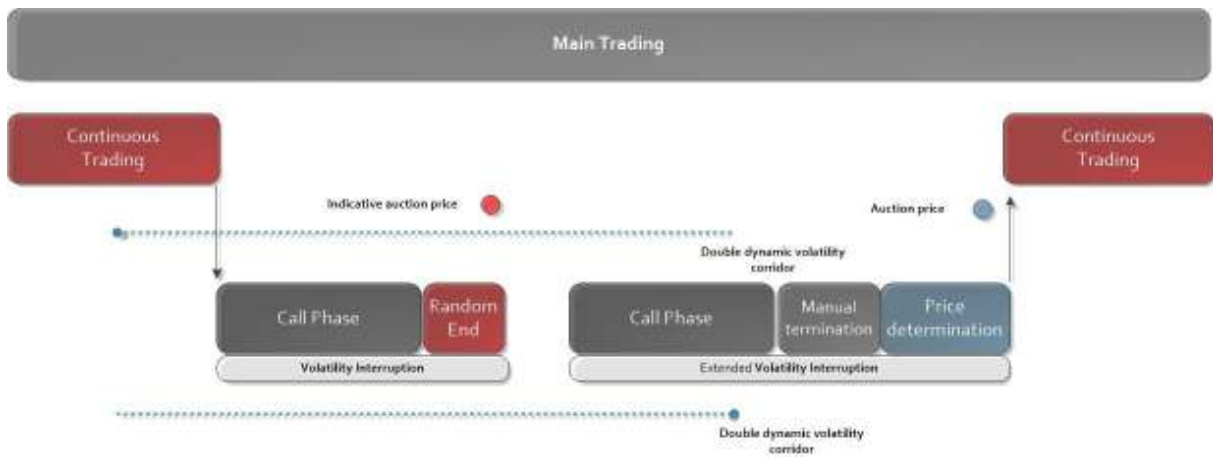 Main Trading
Continuous
Trading
Continuous
Trading
Indicative auction price
Auction price
Double dynamic volatility
corridor
Call Phase
Random
End
Call Phase
Manual
termination
Price
determination
Volatility Interruption
Extended Volatility Interruption
Double dynamic volatility
corridor